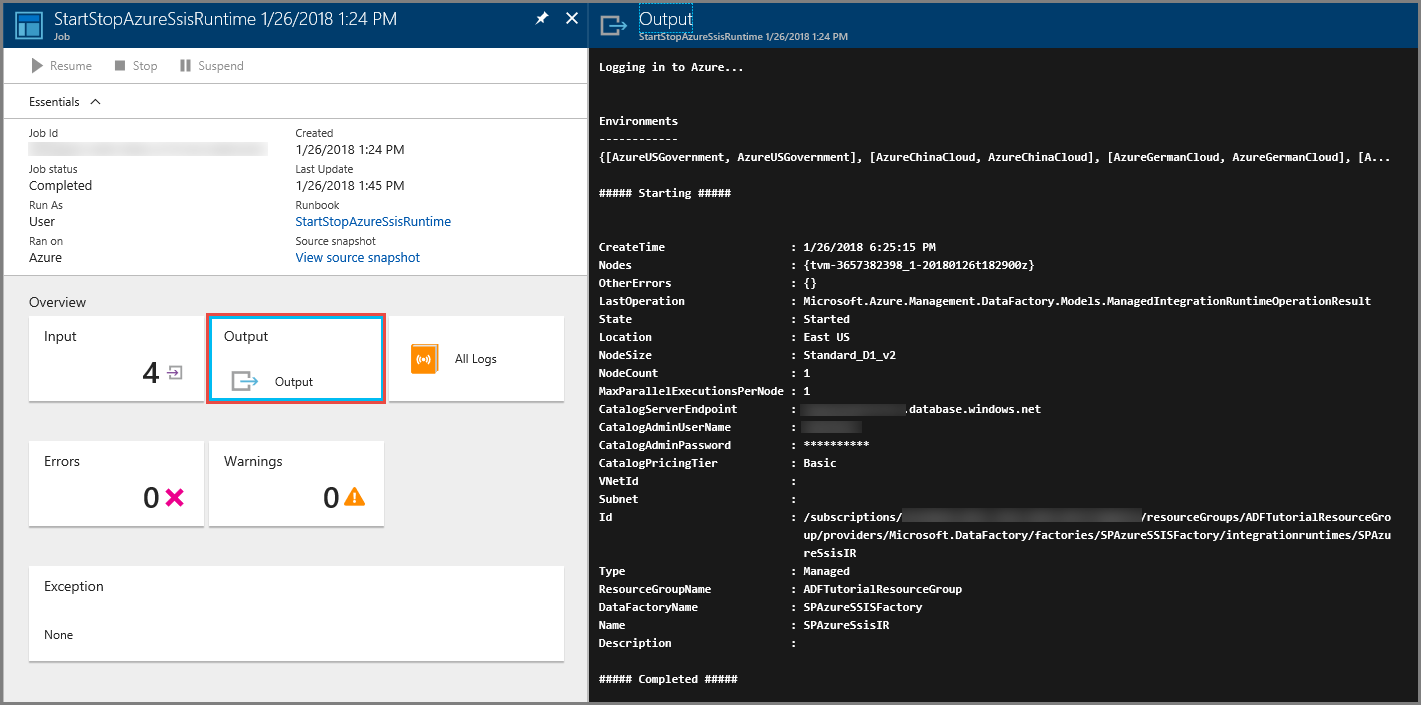 StartStopAzureSsisRuntime 1/26/2018 1:24 PM
Job
Resume Stop Suspend
Essentials
Job Id
Created
1/26/2018 1:24 PM
Job status
Last Update
Completed
1/26/2018 1:45 PM
Run As
Runbook
User
StartStopAzureSsisRuntime
Ran on
Source snapshot
Azure
View source snapshot
Overview
Input
4
Output
Output
All Logs
Errors
0
Warnings
0
Exception
None
Output
StartStopAzureSsisRuntime 1/26/2018 1:24 PM
Logging in to Azure...
Environments
------------
{[AzureUSGovernment, AzureUSGovernment], [AzureChinaCloud, AzureChinaCloud], [AzureGermanCloud, AzureGermanCloud], [A...
##### Starting #####
CreateTime : 1/26/2018 6:25:15 PM
Nodes : {tvm-3657382398_1-20180126t182900z}
OtherErrors : {}
LastOperation : Microsoft.Azure.Management.DataFactory.Models.ManagedIntegrationRuntimeOperationResult
State : Started
Location : East US
NodeSize : Standard_D1_v2
NodeCount : 1
MaxParallelExecutionsPerNode : 1
CatalogServerEndpoint : .database.windows.net
CatalogAdminUserName :
CatalogAdminPassword : **********
CatalogPricingTier : Basic
VNetId :
Subnet :
Id : /subscriptions/ /resourceGroups/ADFTutorialResourceGro
up/providers/Microsoft.DataFactory/factories/SPAzureSSISFactory/integrationruntimes/SPAzu
reSsisIR
Type : Managed
ResourceGroupName : ADFTutorialResourceGroup
DataFactoryName : SPAzureSSISFactory
Name : SPAzureSsisIR
Description :
##### Completed #####